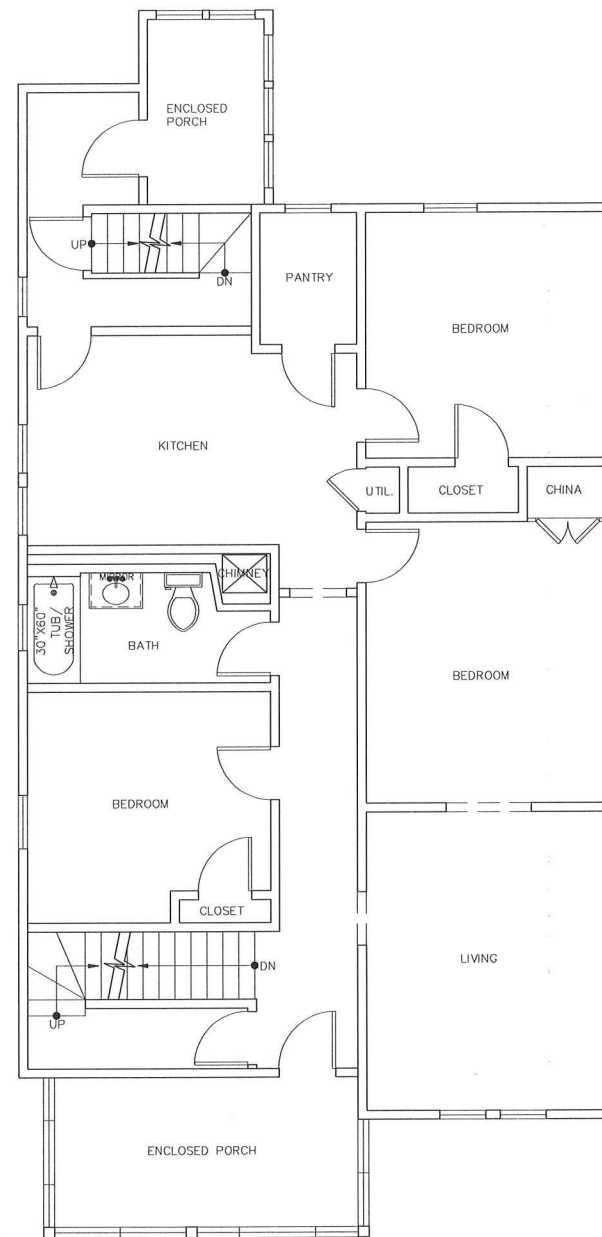 ENCLOSED
PORCH
UP
DN
PANTRY
BEDROOM
KITCHEN
UTIL.
CLOSET
CHINA
MIRROR
CHIMNEY
30"X60"
TUB/
SHOWER
BATH
BEDROOM
BEDROOM
CLOSET
LIVING
DN
UP
ENCLOSED PORCH